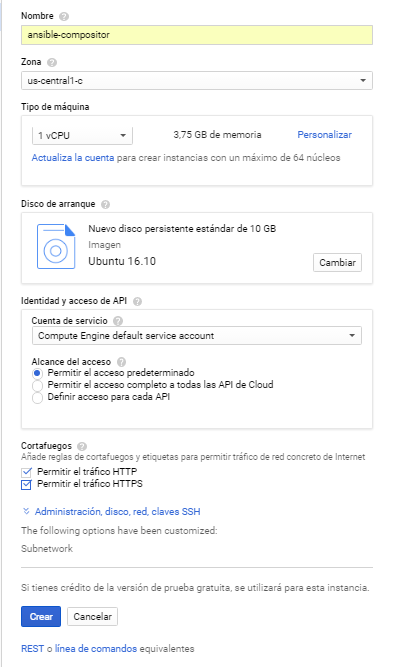 Nombre
ansible-compositor
Zona
us-central1-c
Tipo de máquina
1 vCPU 3,75 GB de memoria Personalizar
Actualiza la cuenta para crear instancias con un máximo de 64 núcleos
Disco de arranque
Nuevo disco persistente estándar de 10 GB
Imagen
Ubuntu 16.10
Cambiar
Identidad y acceso de API
Cuenta de servicio
Compute Engine default service account
Alcance del acceso
Permitir el acceso predeterminado
Permitir el acceso completo a todas las API de Cloud
Definir acceso para cada API
Cortafuegos
Añade reglas de cortafuegos y etiquetas para permitir tráfico de red concreto de Internet
Permitir el tráfico HTTP
Permitir el tráfico HTTPS
Administración, disco, red, claves SSH
The following options have been customized:
Subnetwork
Si tienes crédito de la versión de prueba gratuita, se utilizará para esta instancia.
Crear Cancelar
REST o línea de comandos equivalentes